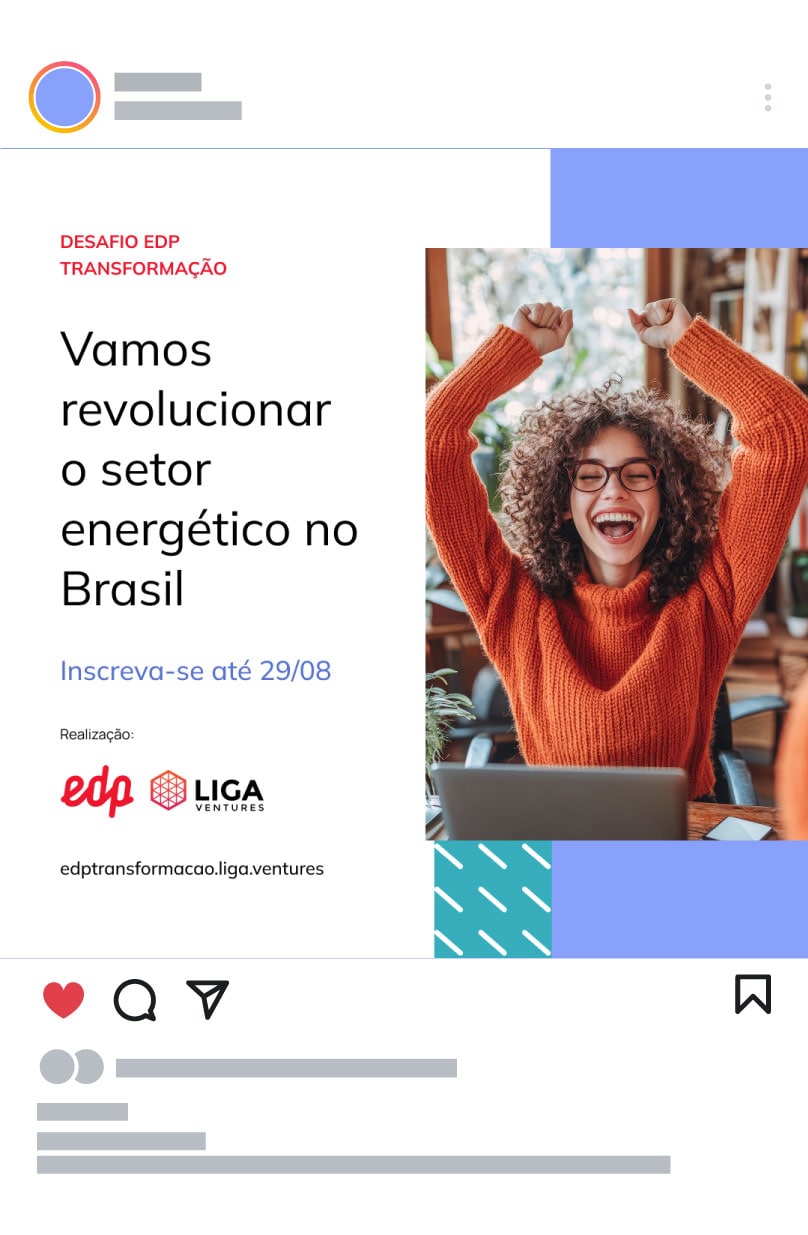 DESAFIO EDP
TRANSFORMAÇÃO
Vamos
revolucionar
o setor
energético no
Brasil
Inscreva-se até 29/08
Realização:
edp LIGA
VENTURES
edptransformacao.liga.ventures